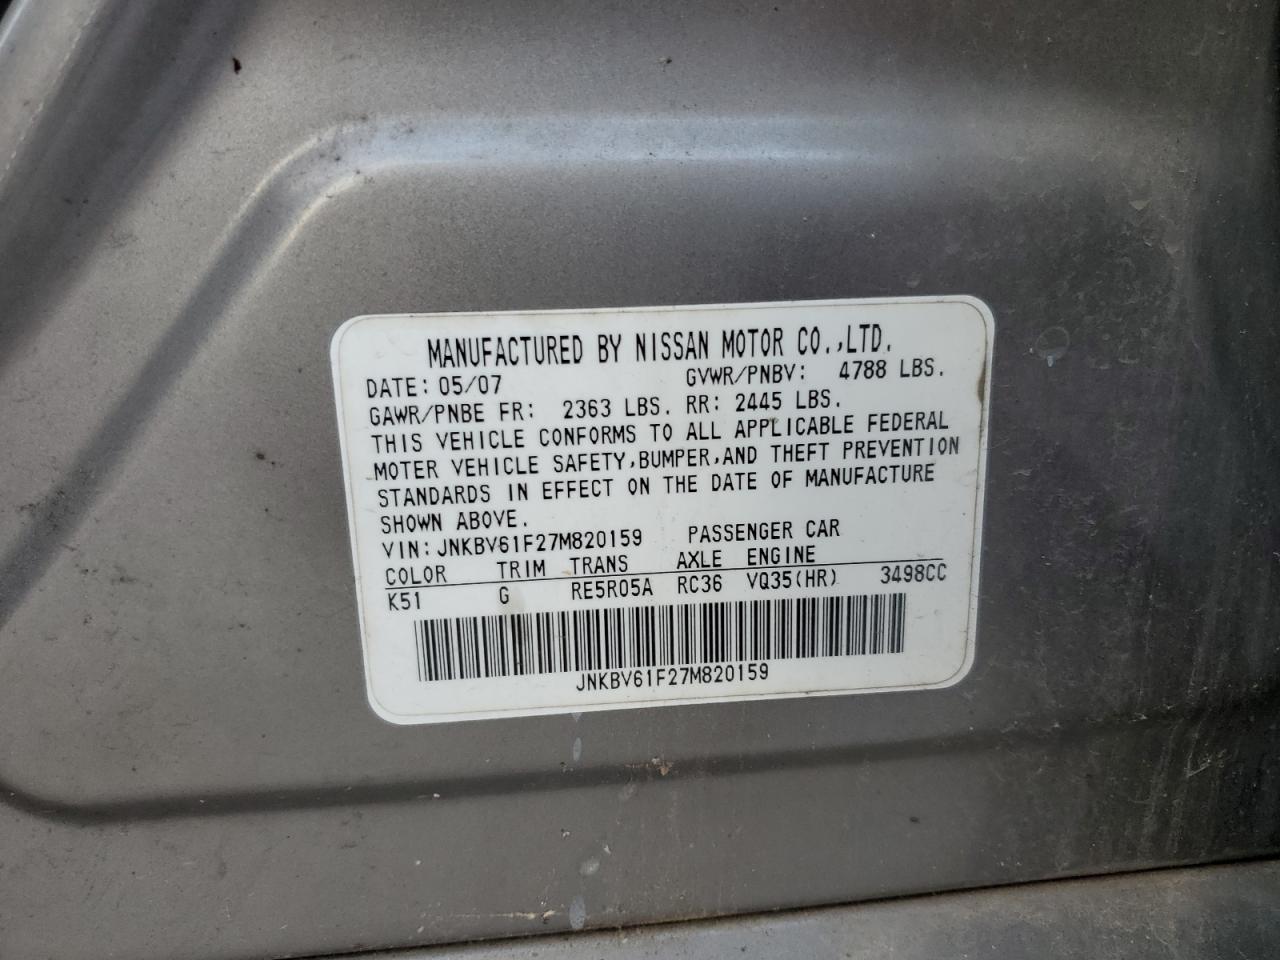 MANUFACTURED BY NISSAN MOTOR CO.,LTD.
DATE: 05/07 GVWR/PNBV: 4788 LBS.
GAWR/PNBE FR: 2363 LBS. RR: 2445 LBS.
THIS VEHICLE CONFORMS TO ALL APPLICABLE FEDERAL
MOTER VEHICLE SAFETY,BUMPER,AND THEFT PREVENTION
STANDARDS IN EFFECT ON THE DATE OF MANUFACTURE
SHOWN ABOVE.
VIN: JNKBV61F27M820159 PASSENGER CAR
COLOR TRIM TRANS AXLE ENGINE
K51 G RE5R05A RC36 VQ35(HR) 3498CC
JNKBV61F27M820159